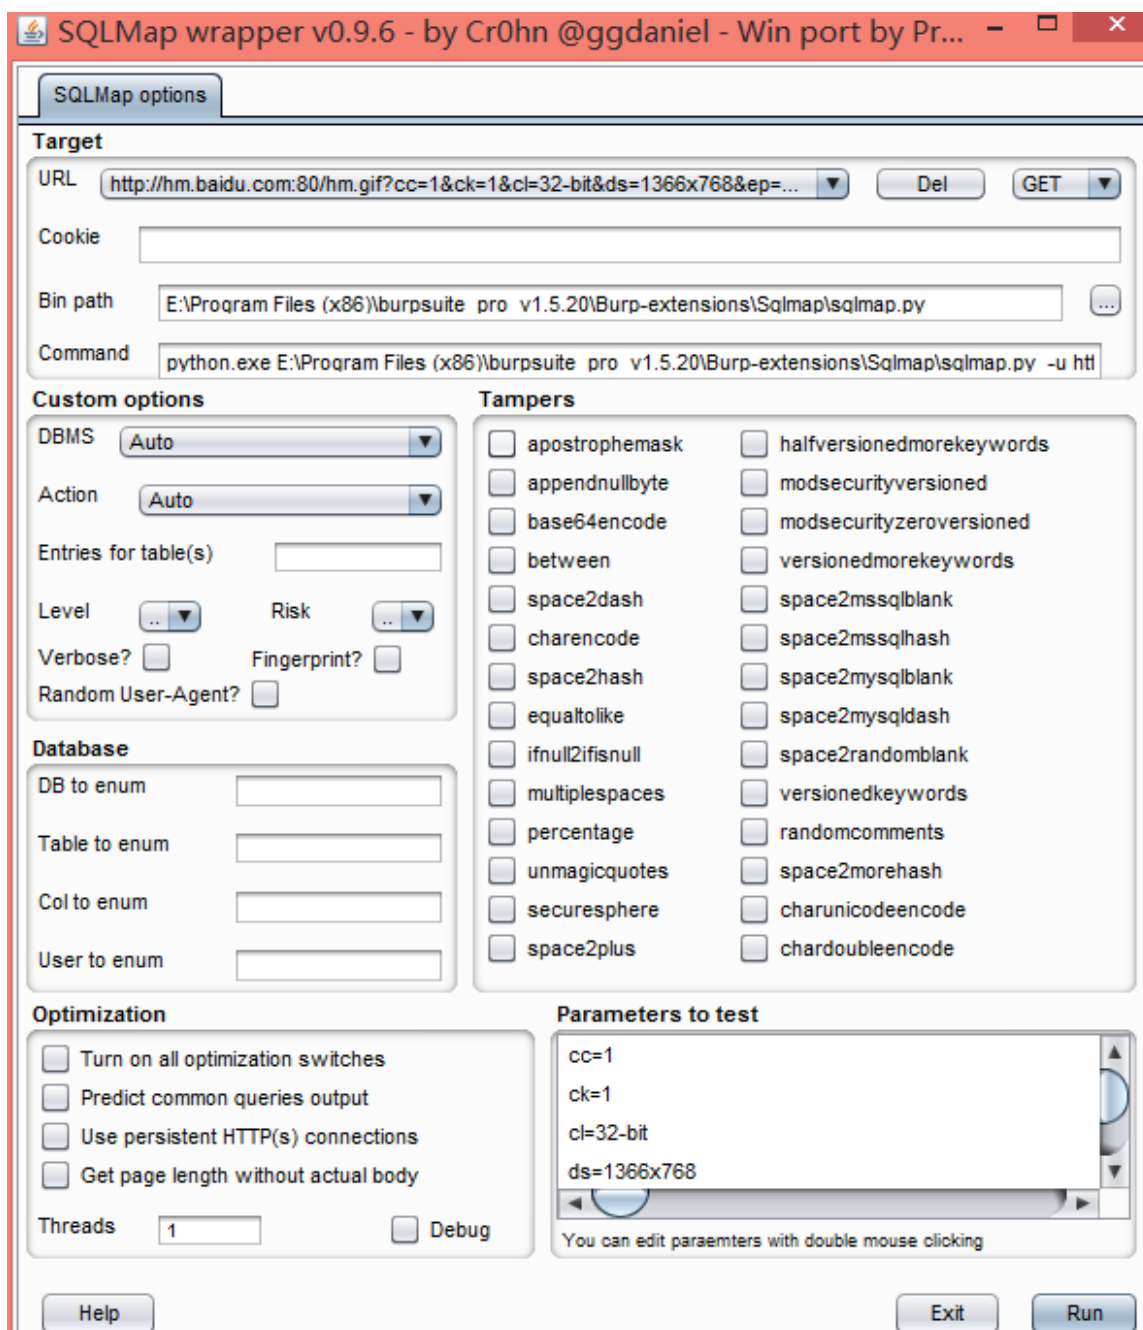 SQLMap wrapper v0.9.6 - by Cr0hn @ggdaniel - Win port by Pr...
SQLMap options
Target
URL http://hm.baidu.com:80/hm.gif?cc=1&ck=1&cl=32-bit&ds=1366x768&ep=... Del GET
Cookie
Bin path E:\Program Files (x86)\burpsuite_pro_v1.5.20\Burp-extensions\Sqlmap\sqlmap.py ...
Command python.exe E:\Program Files (x86)\burpsuite_pro_v1.5.20\Burp-extensions\Sqlmap\sqlmap.py -u htt
Custom options
DBMS Auto
Action Auto
Entries for table(s)
Level .. Risk ..
Verbose? Fingerprint?
Random User-Agent?
Database
DB to enum
Table to enum
Col to enum
User to enum
Tampers
apostrophemask halfversionedmorekeywords
appendnullbyte modsecurityversioned
base64encode modsecurityzeroversioned
between versionedmorekeywords
space2dash space2mssqlblank
charencode space2mssqlhash
space2hash space2mysqlblank
equaltolike space2mysqldash
ifnull2ifisnull space2randomblank
multiplespaces versionedkeywords
percentage randomcomments
unmagicquotes space2morehash
securesphere charunicodeencode
space2plus chardoubleencode
Optimization
Turn on all optimization switches
Predict common queries output
Use persistent HTTP(s) connections
Get page length without actual body
Threads 1 Debug
Parameters to test
cc=1
ck=1
cl=32-bit
ds=1366x768
You can edit paraemters with double mouse clicking
Help Exit Run